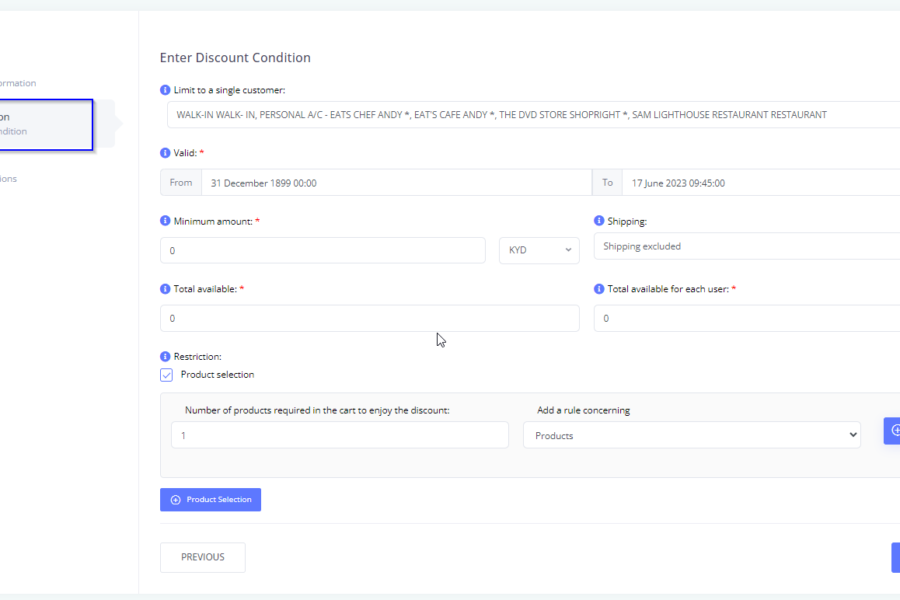 Enter Discount Condition
ormation
Limit to a single customer:
on
ndition
WALK-IN WALK- IN, PERSONAL A/C - EATS CHEF ANDY *, EAT'S CAFE ANDY *, THE DVD STORE SHOPRIGHT *, SAM LIGHTHOUSE RESTAURANT RESTAURANT
Valid: *
ions
From 31 December 1899 00:00 To 17 June 2023 09:45:00
Minimum amount: * Shipping:
0 KYD Shipping excluded
Total available: * Total available for each user: *
0 0
Restriction:
Product selection
Number of products required in the cart to enjoy the discount: Add a rule concerning
1 Products
Product Selection
PREVIOUS